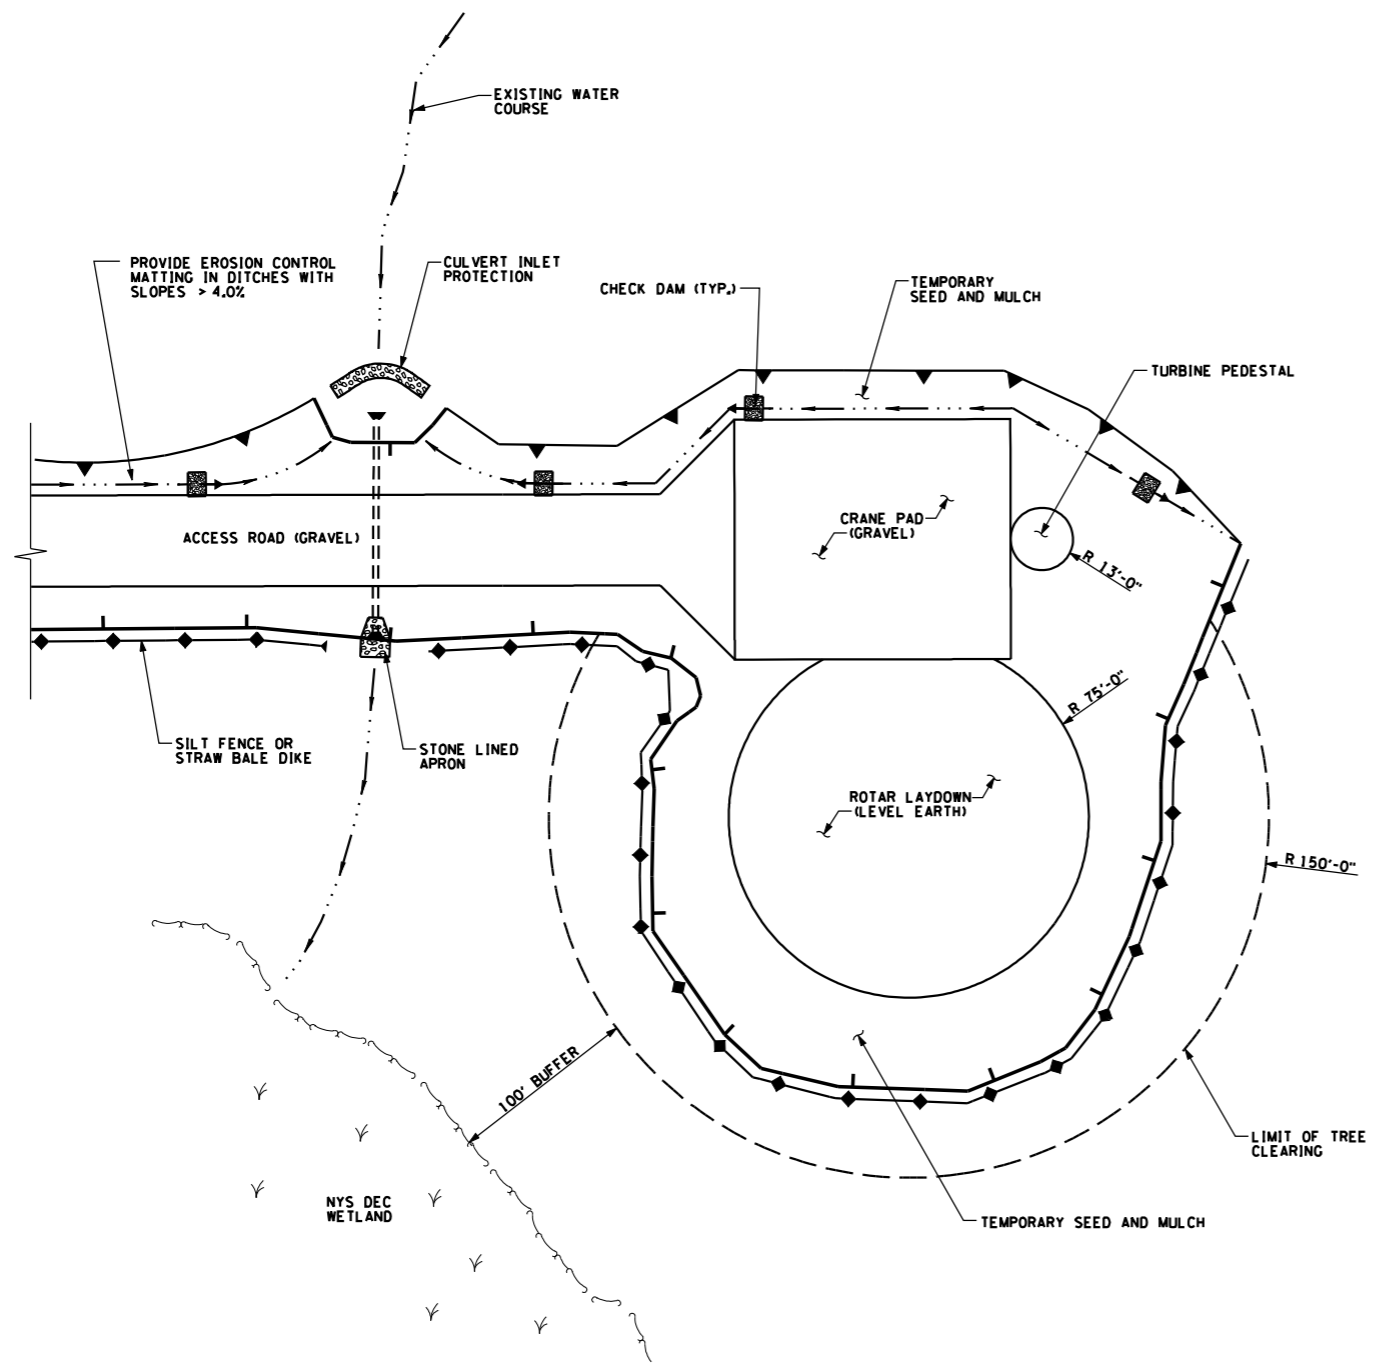 EXISTING WATER
COURSE
PROVIDE EROSION CONTROL
MATTING IN DITCHES WITH
SLOPES > 4.0%
CULVERT INLET
PROTECTION
CHECK DAM (TYP.)
TEMPORARY
SEED AND MULCH
TURBINE PEDESTAL
CRANE PAD
(GRAVEL)
ACCESS ROAD (GRAVEL)
R 13'-0"
R 75'-0"
SILT FENCE OR
STRAW BALE DIKE
STONE LINED
APRON
ROTAR LAYDOWN
(LEVEL EARTH)
R 150'-0"
100' BUFFER
LIMIT OF TREE
CLEARING
NYS DEC
WETLAND
TEMPORARY SEED AND MULCH